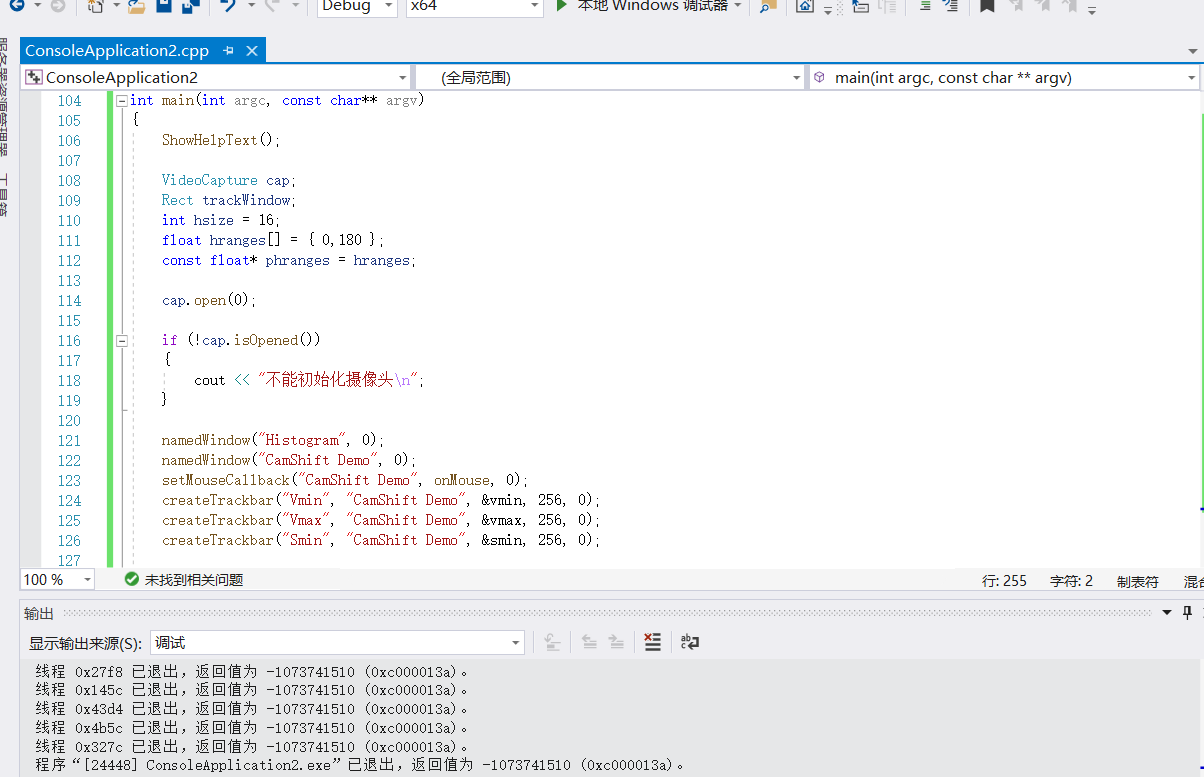 Debug x64 本地 Windows 调试器
服务器资源管理器
工具箱
ConsoleApplication2.cpp
ConsoleApplication2 (全局范围) main(int argc, const char ** argv)
104 int main(int argc, const char** argv)
105 {
106 ShowHelpText();
107
108 VideoCapture cap;
109 Rect trackWindow;
110 int hsize = 16;
111 float hranges[] = { 0,180 };
112 const float* phranges = hranges;
113
114 cap.open(0);
115
116 if (!cap.isOpened())
117 {
118 cout << "不能初始化摄像头\n";
119 }
120
121 namedWindow("Histogram", 0);
122 namedWindow("CamShift Demo", 0);
123 setMouseCallback("CamShift Demo", onMouse, 0);
124 createTrackbar("Vmin", "CamShift Demo", &vmin, 256, 0);
125 createTrackbar("Vmax", "CamShift Demo", &vmax, 256, 0);
126 createTrackbar("Smin", "CamShift Demo", &smin, 256, 0);
127
100 % 未找到相关问题 行: 255 字符: 2 制表符 混合
输出
显示输出来源(S): 调试
线程 0x27f8 已退出，返回值为 -1073741510 (0xc000013a)。
线程 0x145c 已退出，返回值为 -1073741510 (0xc000013a)。
线程 0x43d4 已退出，返回值为 -1073741510 (0xc000013a)。
线程 0x4b5c 已退出，返回值为 -1073741510 (0xc000013a)。
线程 0x327c 已退出，返回值为 -1073741510 (0xc000013a)。
程序“[24448] ConsoleApplication2.exe”已退出，返回值为 -1073741510 (0xc000013a)。